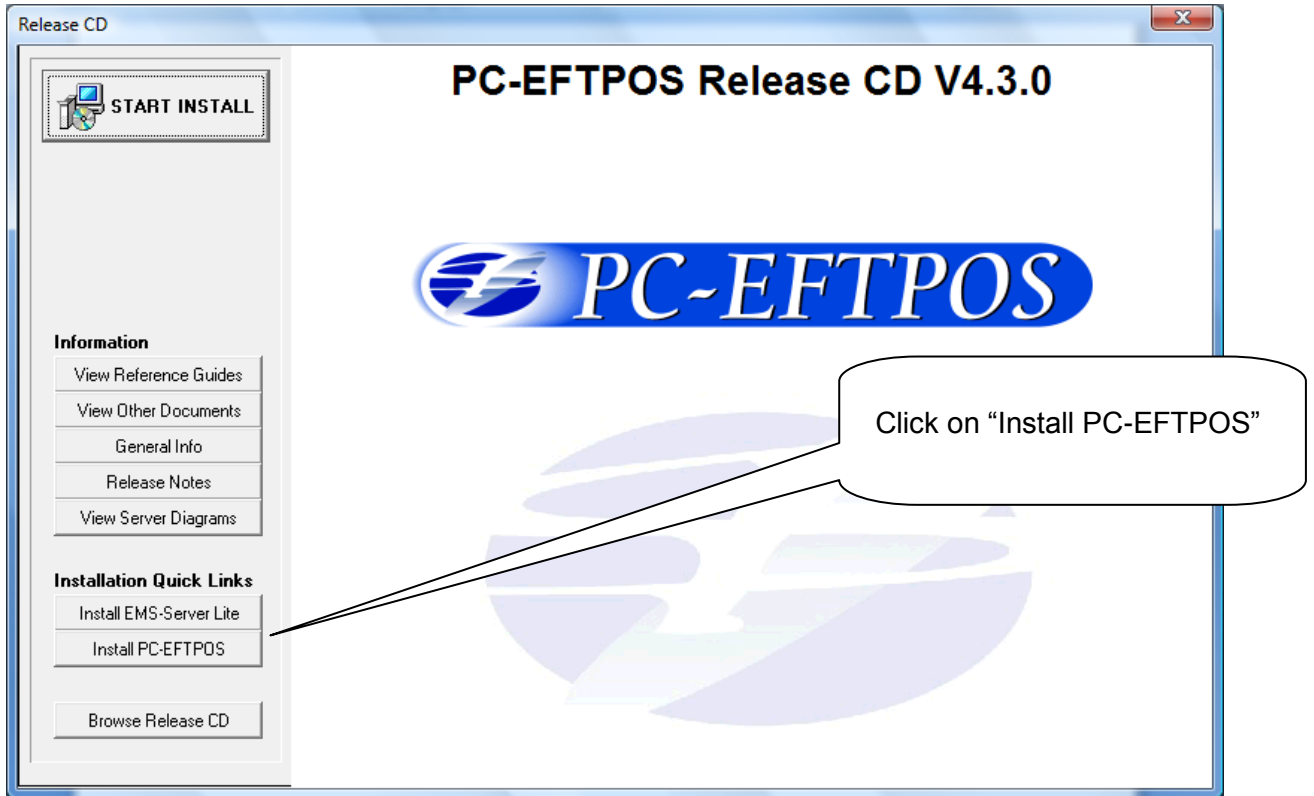 Release CD
START INSTALL
PC-EFTPOS Release CD V4.3.0
PC-EFTPOS
Information
View Reference Guides
View Other Documents
General Info
Release Notes
View Server Diagrams
Click on “Install PC-EFTPOS”
Installation Quick Links
Install EMS-Server Lite
Install PC-EFTPOS
Browse Release CD